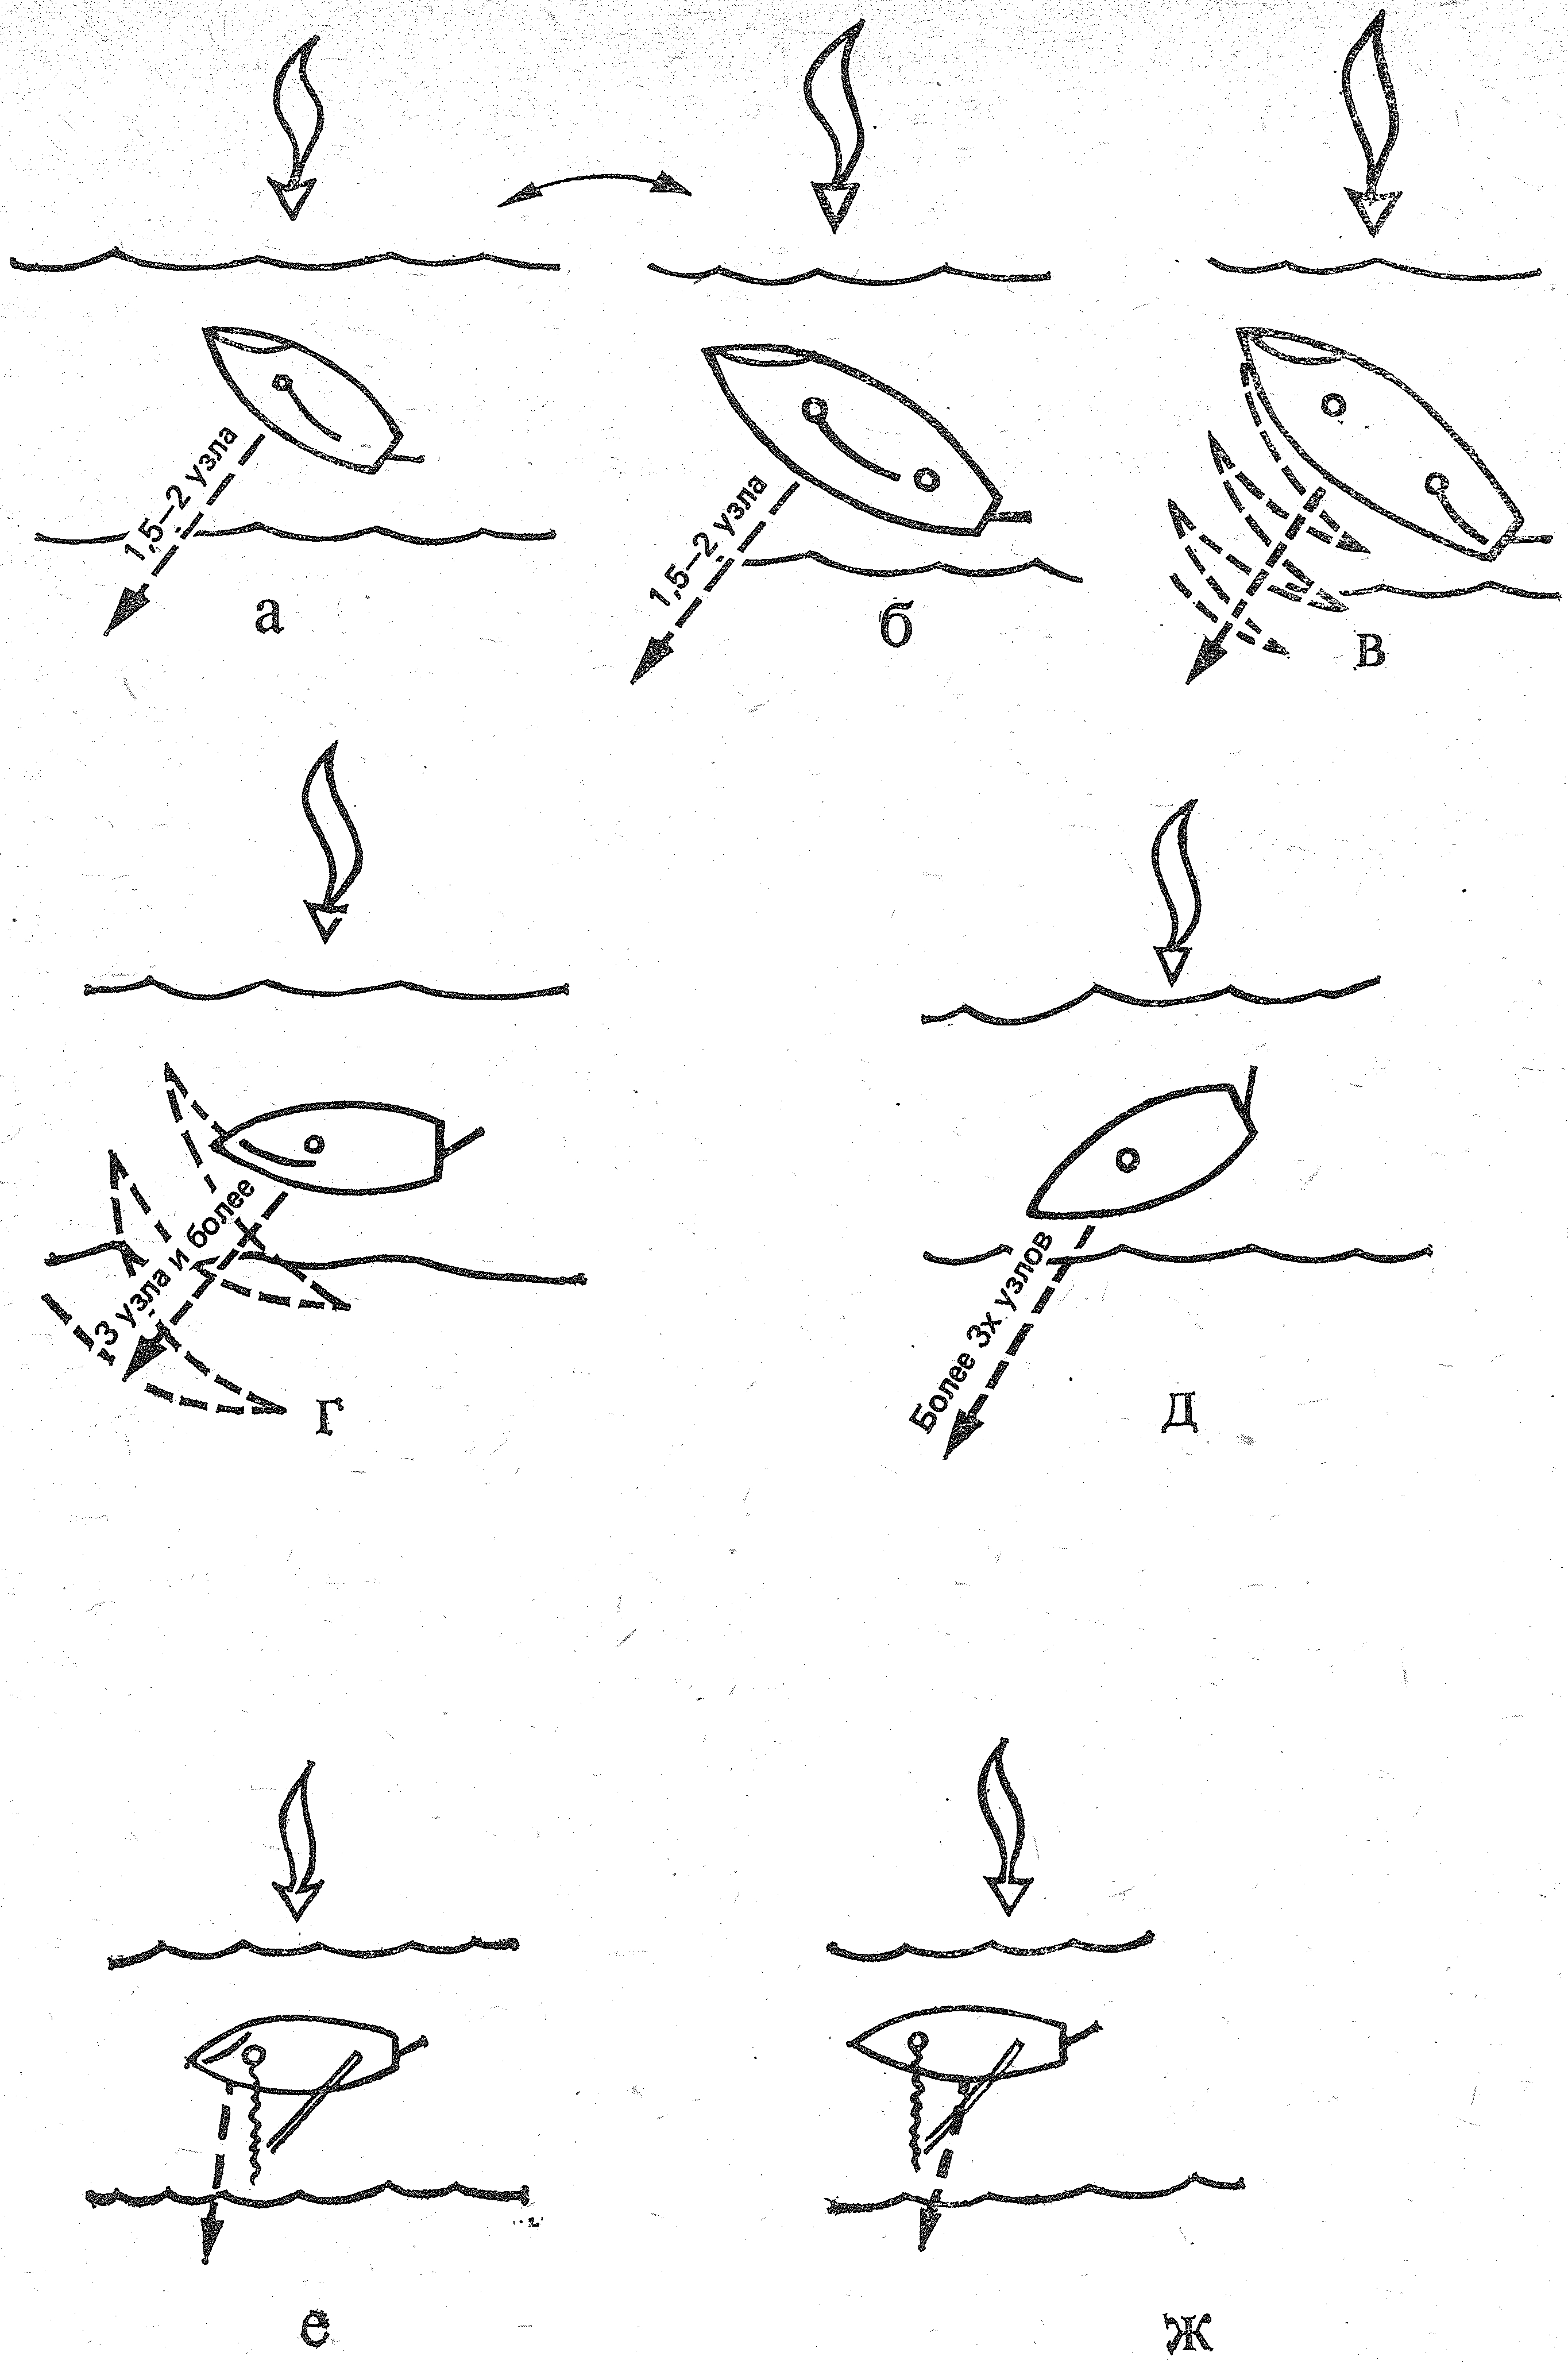 1,5—2 узла
а
1,5—2 узла
б
в
3 узла и более
г
Более 3х узлов
д
е
ж